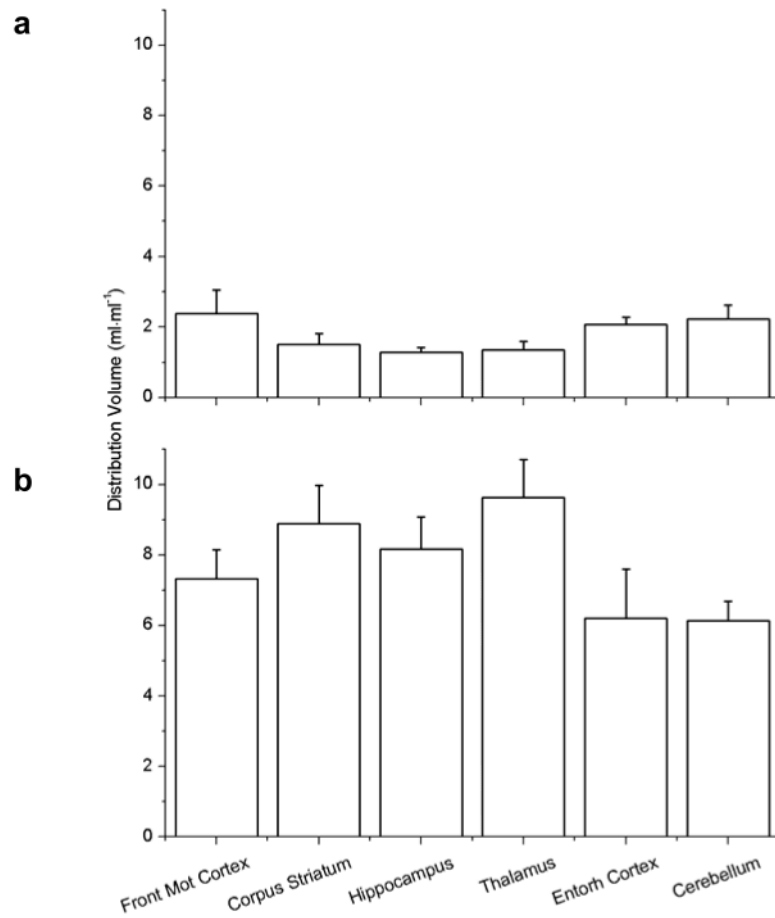 a
10
8
6
4
2
0
Distribution Volume (ml·ml⁻¹)
b
10
8
6
4
2
0
Front Mot Cortex
Corpus Striatum
Hippocampus
Thalamus
Entorh Cortex
Cerebellum